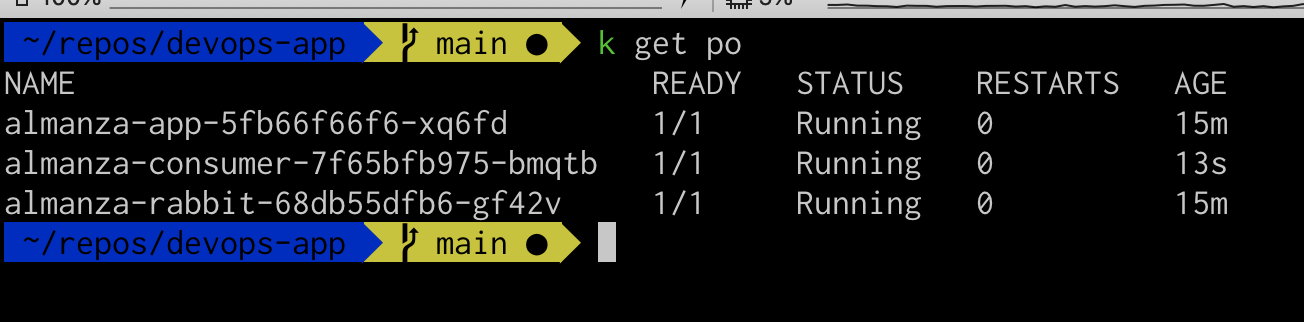 100% 8%
~/repos/devops-app main ● k get po
NAME READY STATUS RESTARTS AGE
almanza-app-5fb66f66f6-xq6fd 1/1 Running 0 15m
almanza-consumer-7f65bfb975-bmqtb 1/1 Running 0 13s
almanza-rabbit-68db55dfb6-gf42v 1/1 Running 0 15m
~/repos/devops-app main ●